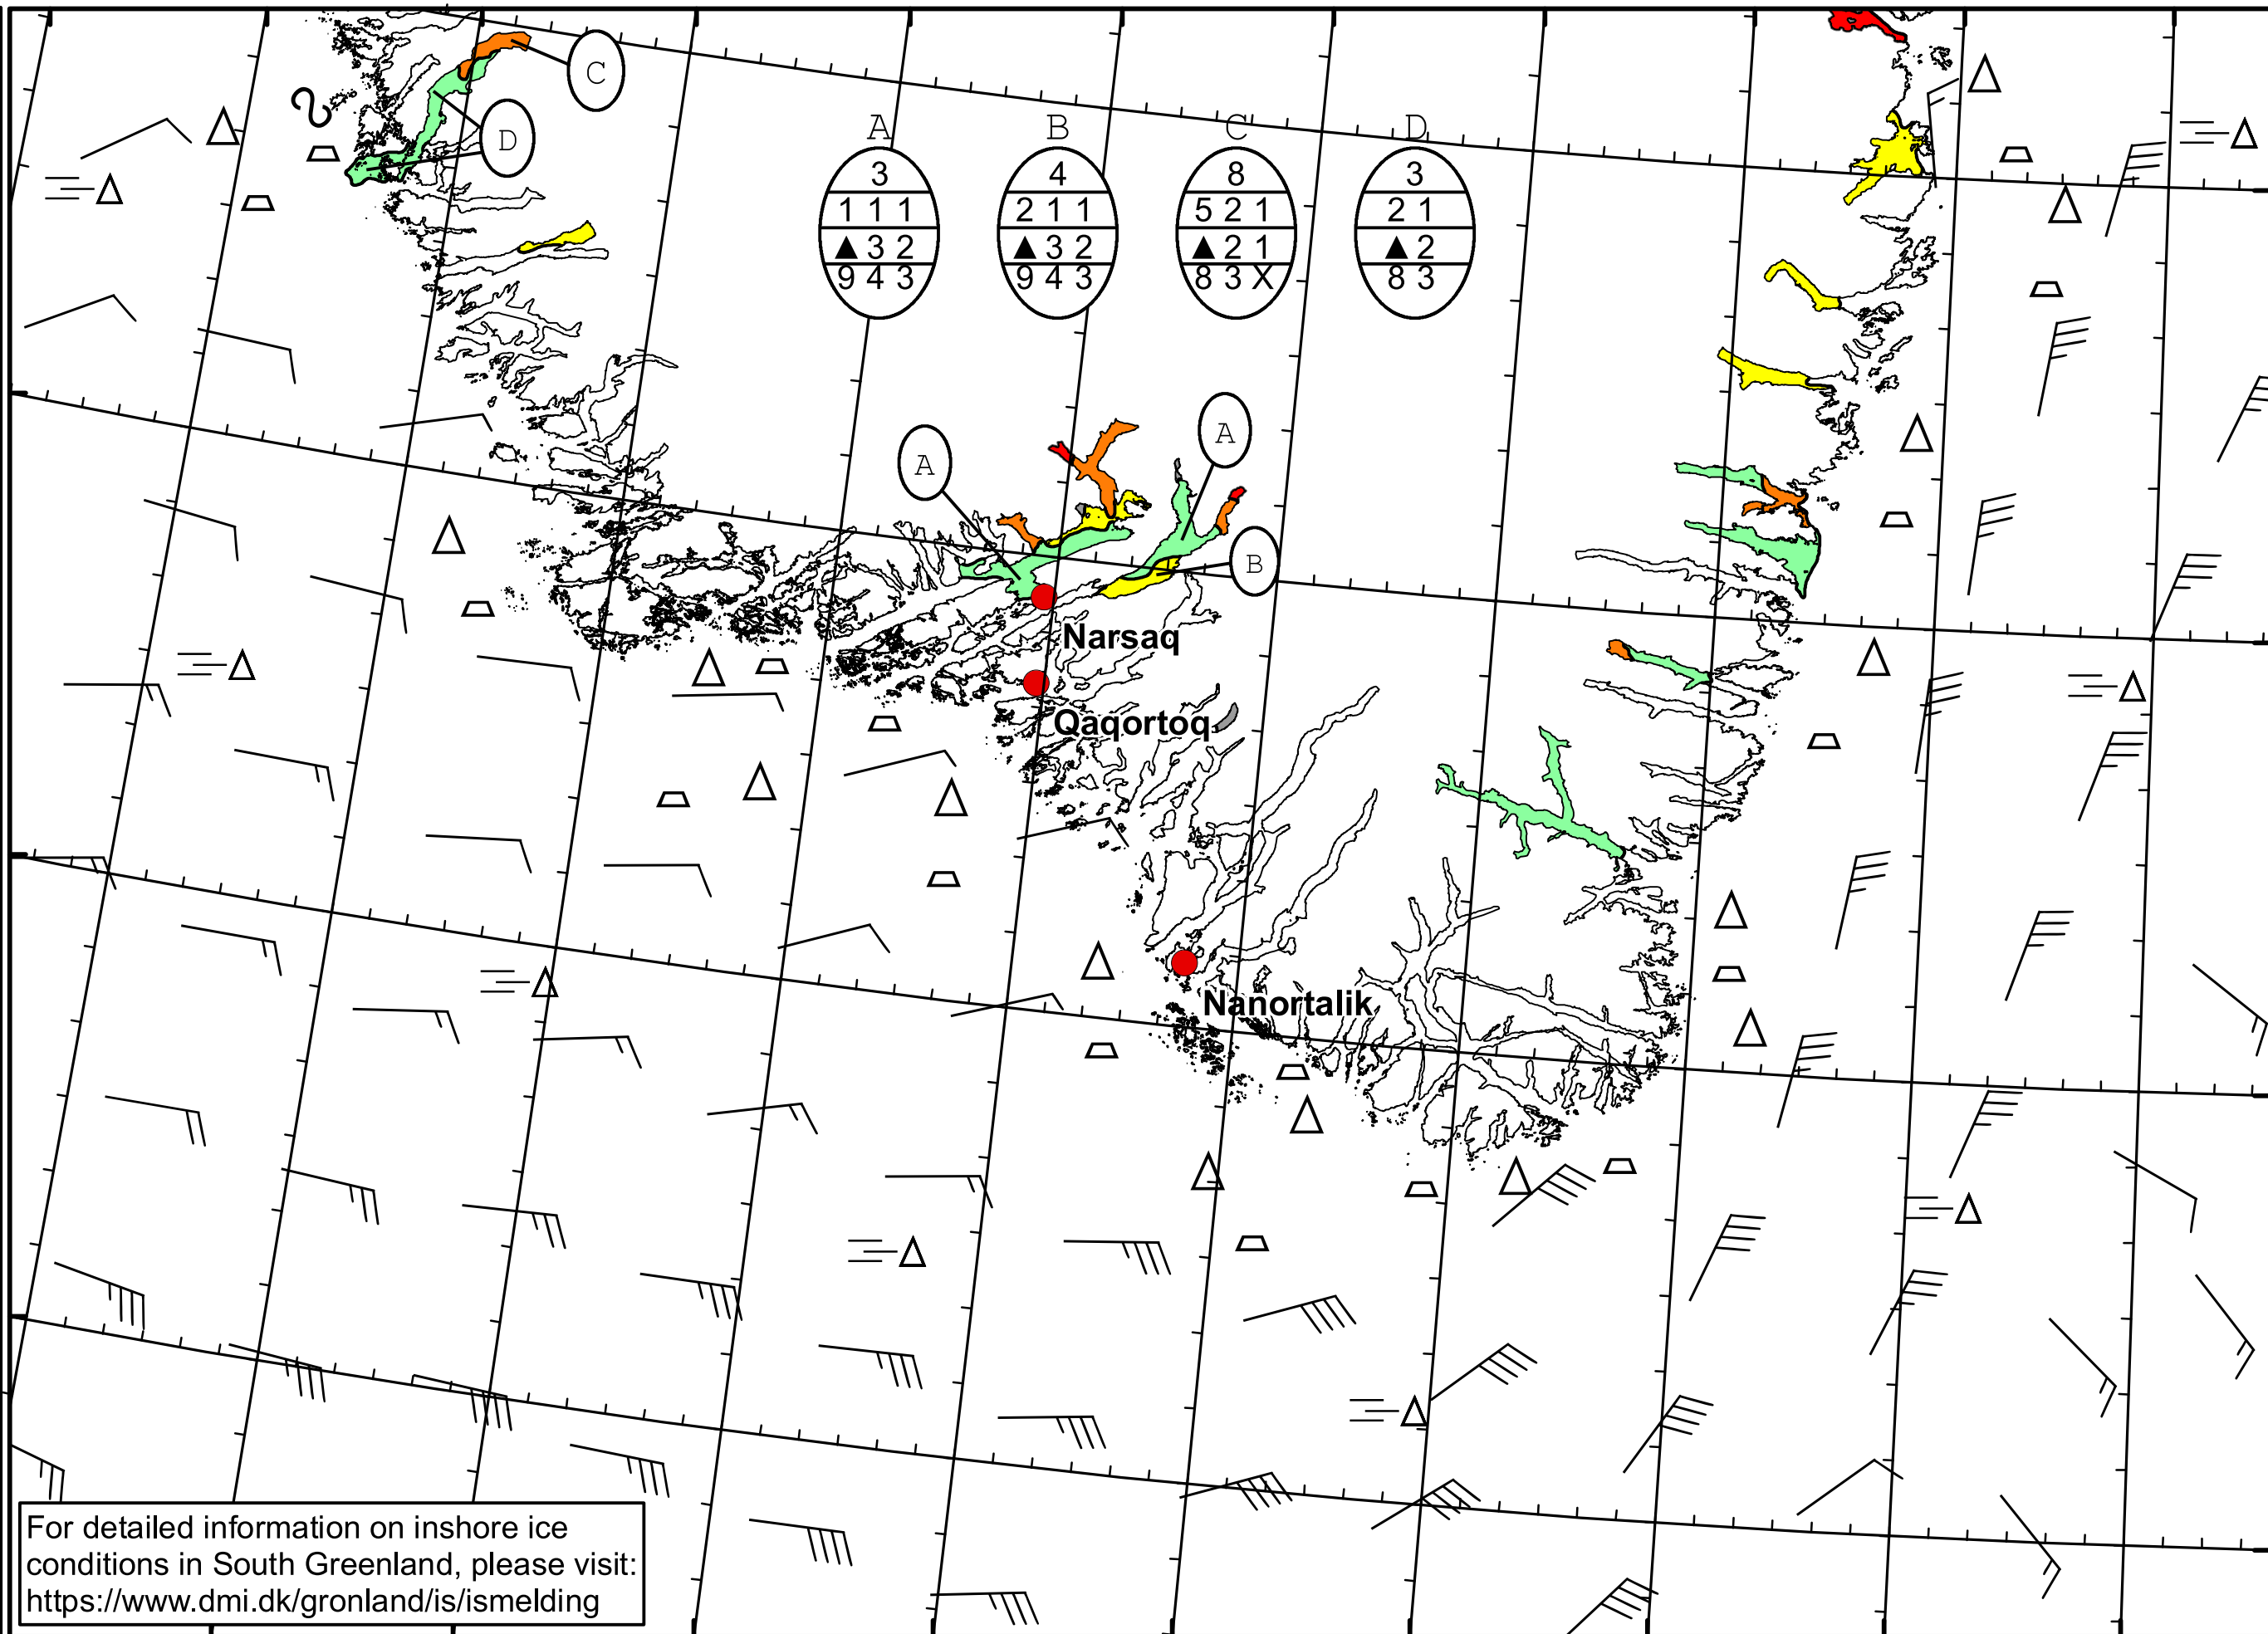 C
D
A B C D
3 4 8 3
1 1 1 2 1 1 5 2 1 2 1
▲ 3 2 ▲ 3 2 ▲ 2 1 ▲ 2
9 4 3 9 4 3 8 3 X 8 3
A
A
B
Narsaq
Qaqortoq
Nanortalik
For detailed information on inshore ice
conditions in South Greenland, please visit:
https://www.dmi.dk/gronland/is/ismelding